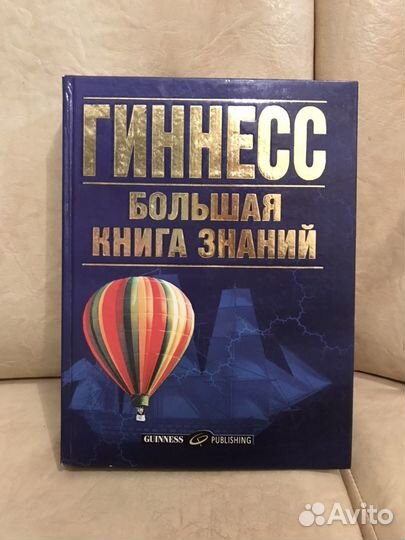 ГИННЕСС
БОЛЬШАЯ
КНИГА ЗНАНИЙ
GUINNESS PUBLISHING
Avito